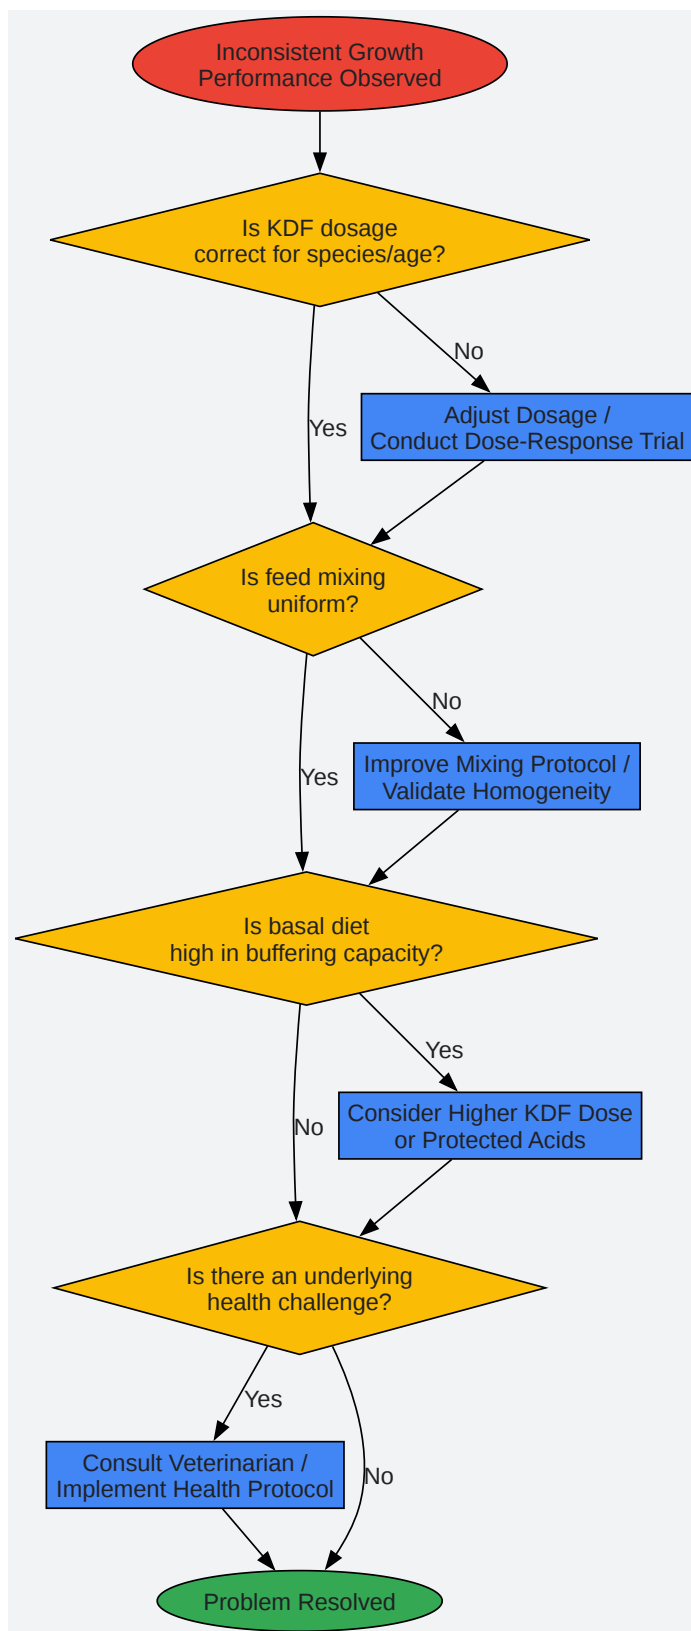 Inconsistent Growth
Performance Observed
Is KDF dosage
correct for species/age?
No
Yes
Adjust Dosage /
Conduct Dose-Response Trial
Is feed mixing
uniform?
No
Yes
Improve Mixing Protocol /
Validate Homogeneity
Is basal diet
high in buffering capacity?
Yes
No
Consider Higher KDF Dose
or Protected Acids
Is there an underlying
health challenge?
Yes
No
Consult Veterinarian /
Implement Health Protocol
Problem Resolved